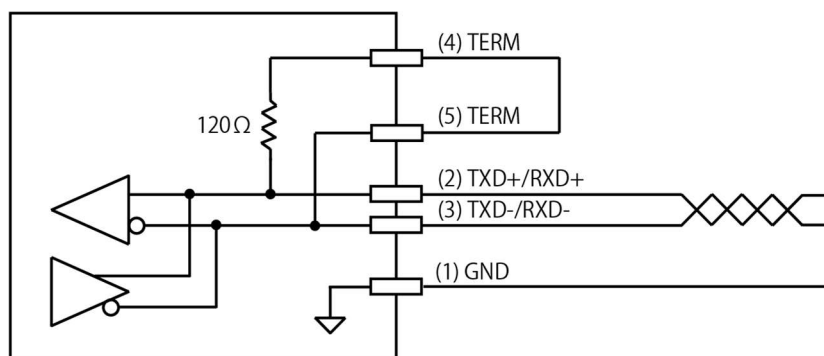 (4) TERM
120Ω
(5) TERM
(2) TXD+/RXD+
(3) TXD-/RXD-
(1) GND